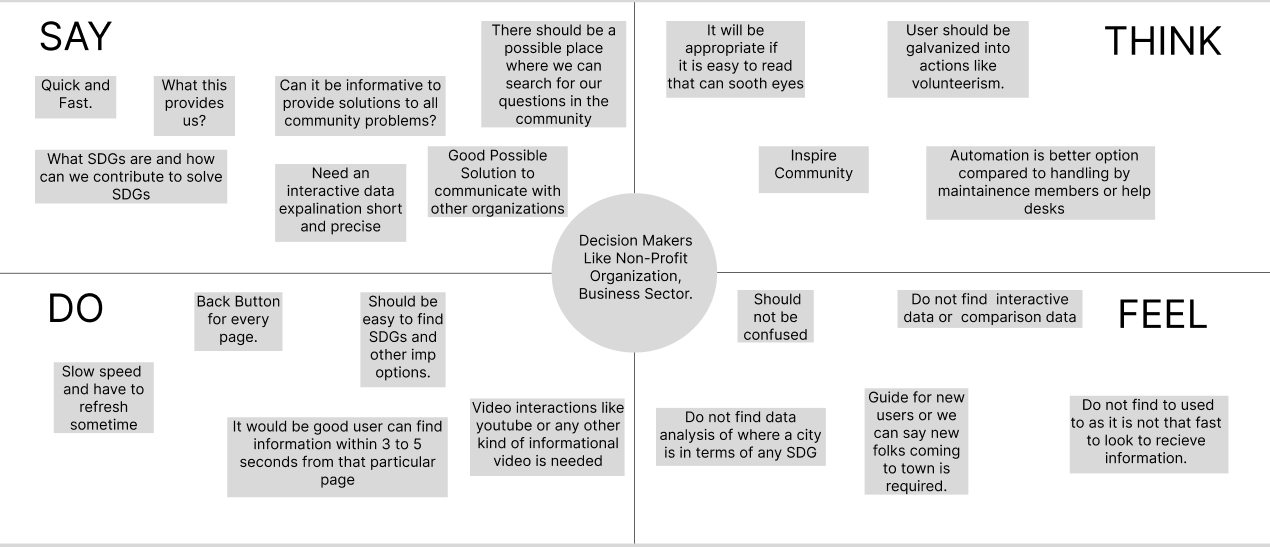 SAY
Quick and
Fast.
What this
provides
us?
Can it be informative to
provide solutions to all
community problems?
There should be a
possible place
where we can
search for our
questions in the
community
What SDGs are and how
can we contribute to solve
SDGs
Need an
interactive data
expalination short
and precise
Good Possible
Solution to
communicate with
other organizations
THINK
It will be
appropriate if
it is easy to read
that can sooth eyes
User should be
galvanized into
actions like
volunteerism.
Inspire
Community
Automation is better option
compared to handling by
maintainence members or help
desks
Decision Makers
Like Non-Profit
Organization,
Business Sector.
DO
Back Button
for every
page.
Should be
easy to find
SDGs and
other imp
options.
Slow speed
and have to
refresh
sometime
It would be good user can find
information within 3 to 5
seconds from that particular
page
Video interactions like
youtube or any other
kind of informational
video is needed
FEEL
Should
not be
confused
Do not find interactive
data or comparison data
Do not find data
analysis of where a city
is in terms of any SDG
Guide for new
users or we
can say new
folks coming
to town is
required.
Do not find to used
to as it is not that fast
to look to recieve
information.